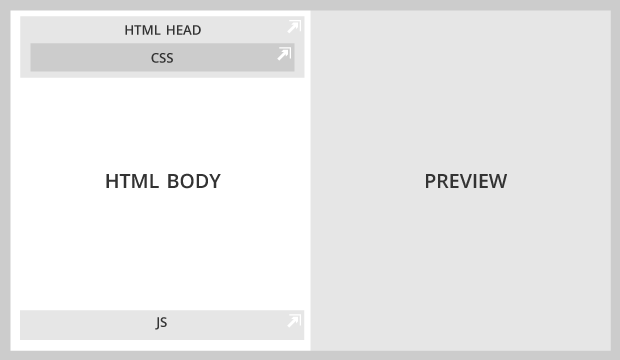 HTML HEAD
CSS
HTML BODY
JS
PREVIEW